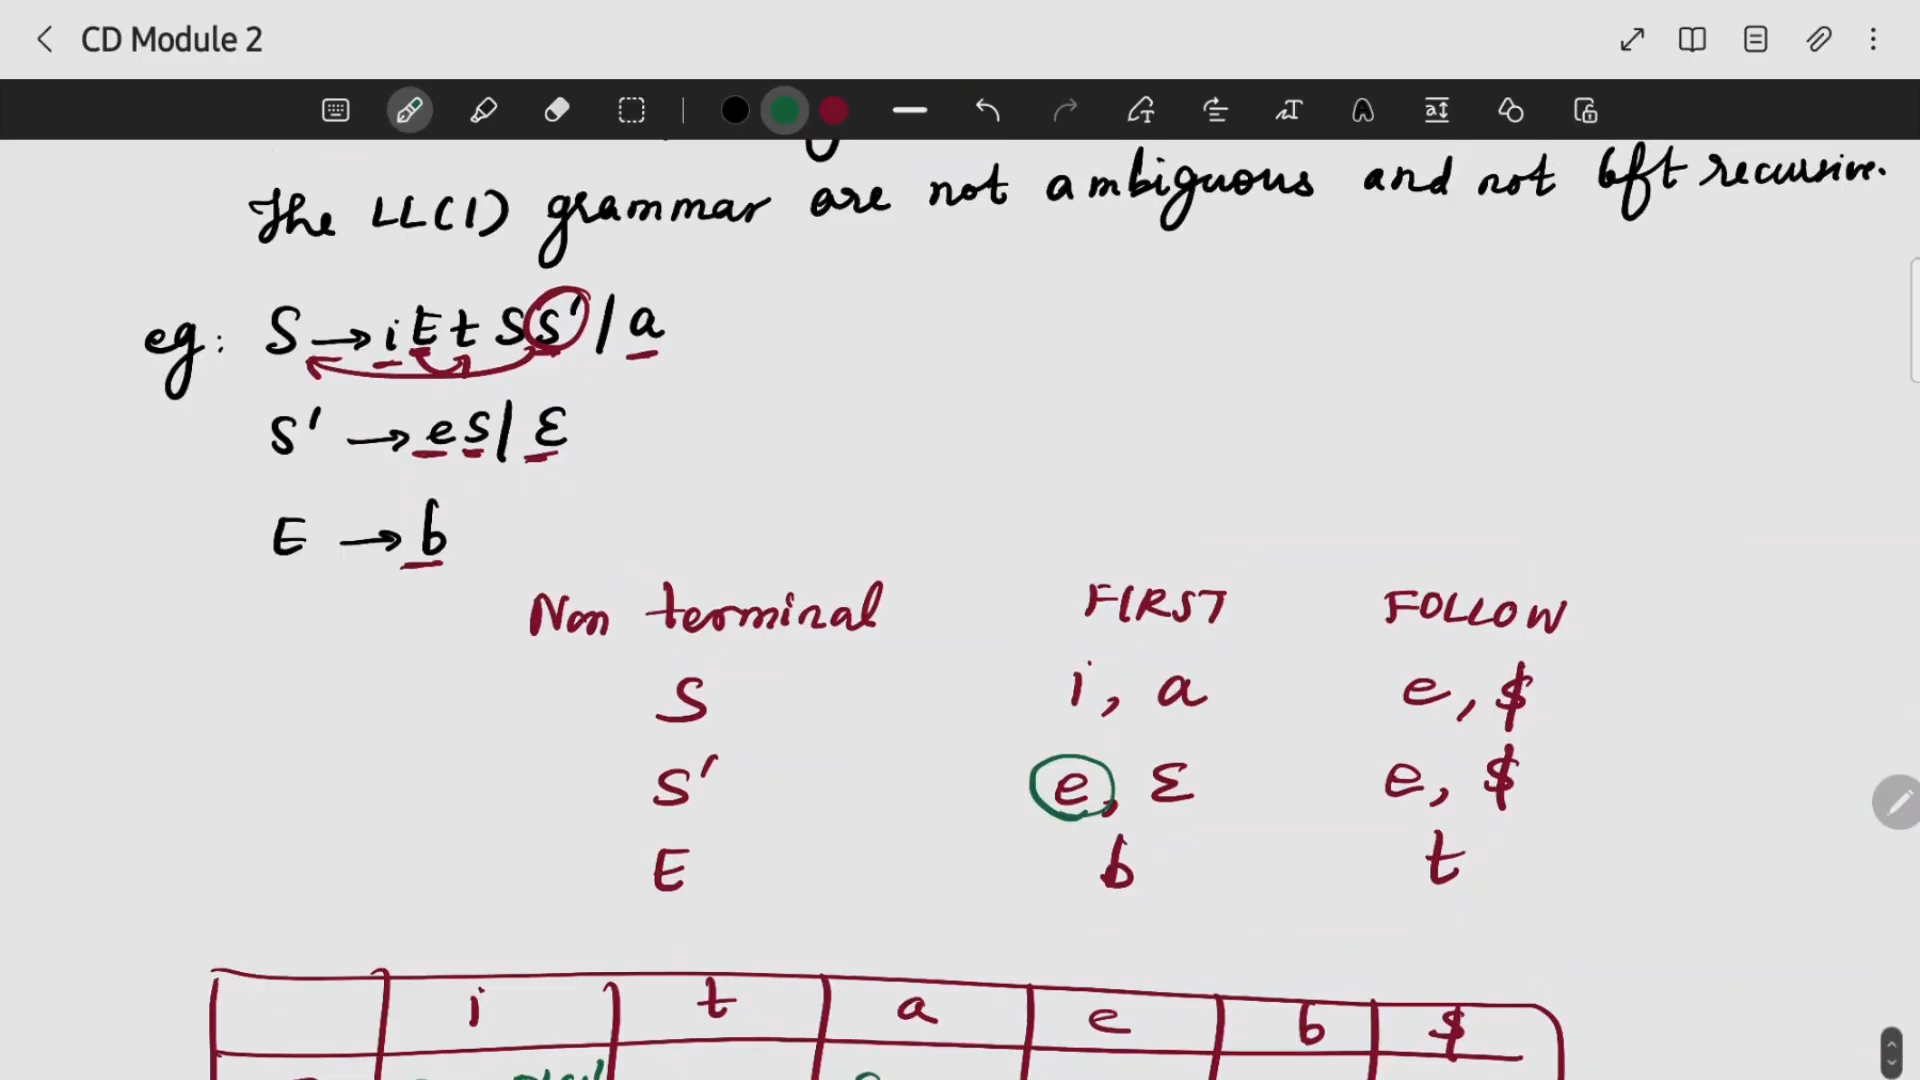 CD Module 2
The LL(1) grammar are not ambiguous and not left recursive.
eg: S → iEtSS' / a
S' → eS / ε
E → b
Non terminal FIRST FOLLOW
S i, a e, $
S' e, ε e, $
E b t
i t a e b $